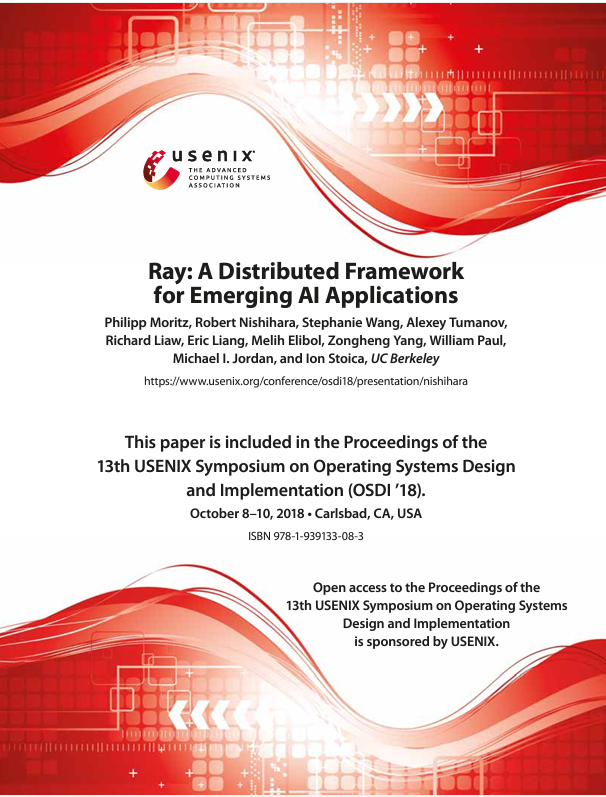 usenix
THE ADVANCED
COMPUTING SYSTEMS
ASSOCIATION
Ray: A Distributed Framework
for Emerging AI Applications
Philipp Moritz, Robert Nishihara, Stephanie Wang, Alexey Tumanov,
Richard Liaw, Eric Liang, Melih Elibol, Zongheng Yang, William Paul,
Michael I. Jordan, and Ion Stoica, UC Berkeley
https://www.usenix.org/conference/osdi18/presentation/nishihara
This paper is included in the Proceedings of the
13th USENIX Symposium on Operating Systems Design
and Implementation (OSDI ’18).
October 8–10, 2018 • Carlsbad, CA, USA
ISBN 978-1-939133-08-3
Open access to the Proceedings of the
13th USENIX Symposium on Operating Systems
Design and Implementation
is sponsored by USENIX.